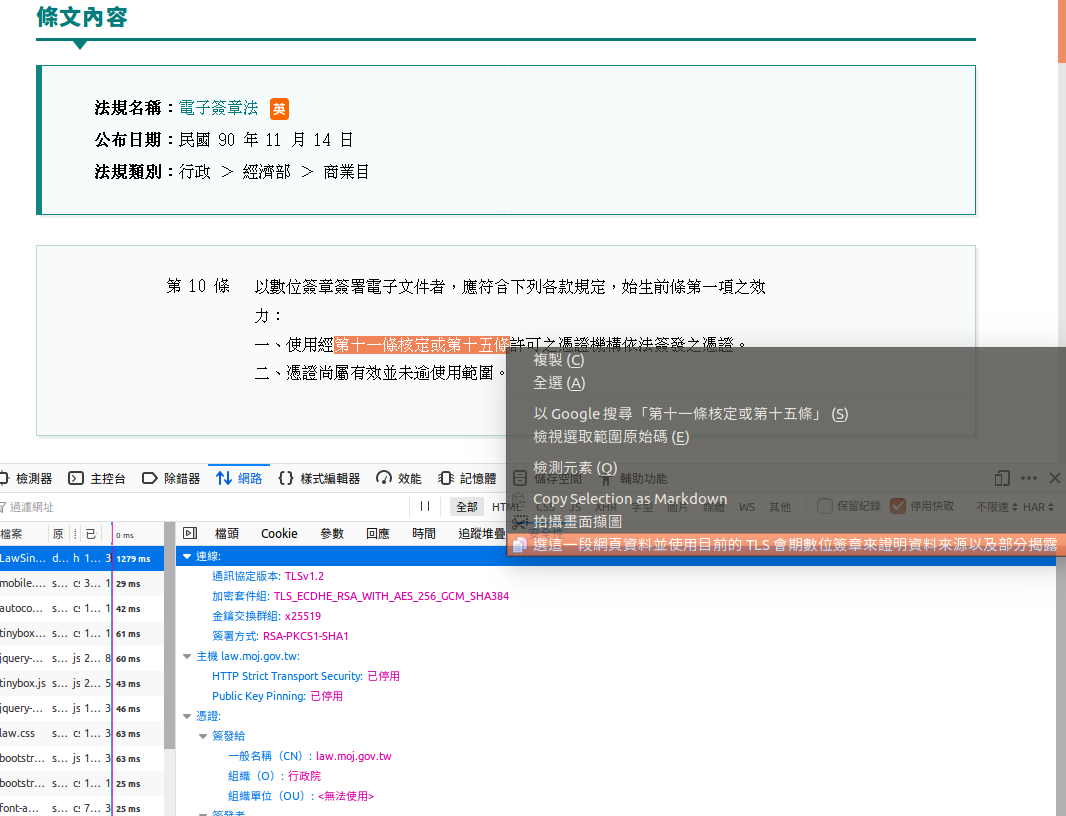 條文內容
法規名稱：電子簽章法 英
公布日期：民國 90 年 11 月 14 日
法規類別：行政 ＞ 經濟部 ＞ 商業目
第 10 條 以數位簽章簽署電子文件者，應符合下列各款規定，始生前條第一項之效
力：
一、使用經第十一條核定或第十五條許可之憑證機構依法簽發之憑證。
二、憑證尚屬有效並未逾使用範圍。
複製 (C)
全選 (A)
以 Google 搜尋「第十一條核定或第十五條」 (S)
檢視選取範圍原始碼 (E)
檢測元素 (Q)
Copy Selection as Markdown
拍攝畫面擷圖
選這一段網頁資料並使用目前的 TLS 會期數位簽章來證明資料來源以及部分揭露
檢測器 主控台 除錯器 網路 樣式編輯器 效能 記憶體 儲存空間 輔助功能
過濾網址 全部 HTML CSS JS XHR 字型 圖片 媒體 WS 其他 保留紀錄 停用快取 不限速 HAR
檔案 原 已 0 ms 檔頭 Cookie 參數 回應 時間 追蹤堆疊 安全性
LawSin... d... h 1... 3 1279 ms
mobile.... s... c 3... 1 29 ms
autoco... s... c 1... 1 42 ms
tinybox... s... c 1... 1 61 ms
jquery-... s... js 2... 8 60 ms
tinybox.js s... js 2... 5 43 ms
jquery-... s... js 1... 3 46 ms
law.css s... c 1... 3 63 ms
bootstr... s... js 1... 3 63 ms
bootstr... s... c 1... 1 25 ms
font-a... s... c 7... 3 25 ms
連線:
通訊協定版本: TLSv1.2
加密套件組: TLS_ECDHE_RSA_WITH_AES_256_GCM_SHA384
金鑰交換群組: x25519
簽署方式: RSA-PKCS1-SHA1
主機 law.moj.gov.tw:
HTTP Strict Transport Security: 已停用
Public Key Pinning: 已停用
憑證:
簽發給
一般名稱（CN）: law.moj.gov.tw
組織（O）: 行政院
組織單位（OU）: <無法使用>
簽發者